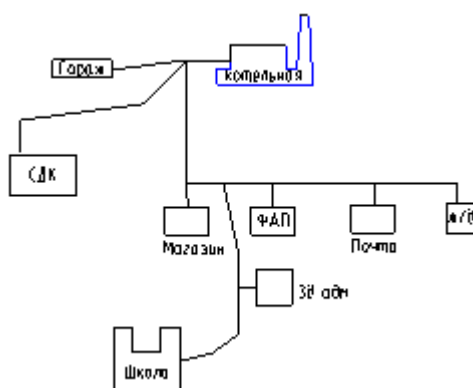 Гараж
котельная
СДК
Магазин
ФАП
Почта
ж/д
Зд адм
Школа